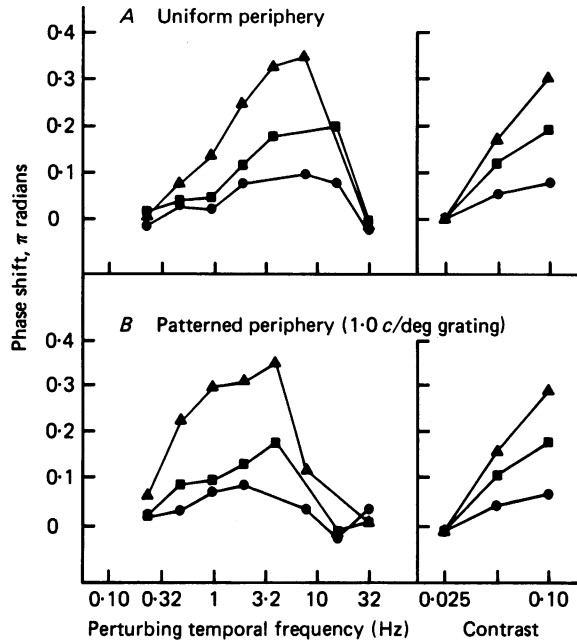 A Uniform periphery
0·4
0·3
0·2
0·1
0
Phase shift, π radians
B Patterned periphery (1·0 c/deg grating)
0·4
0·3
0·2
0·1
0
0·10 0·32 1 3·2 10 32 0·025 0·10
Perturbing temporal frequency (Hz) Contrast